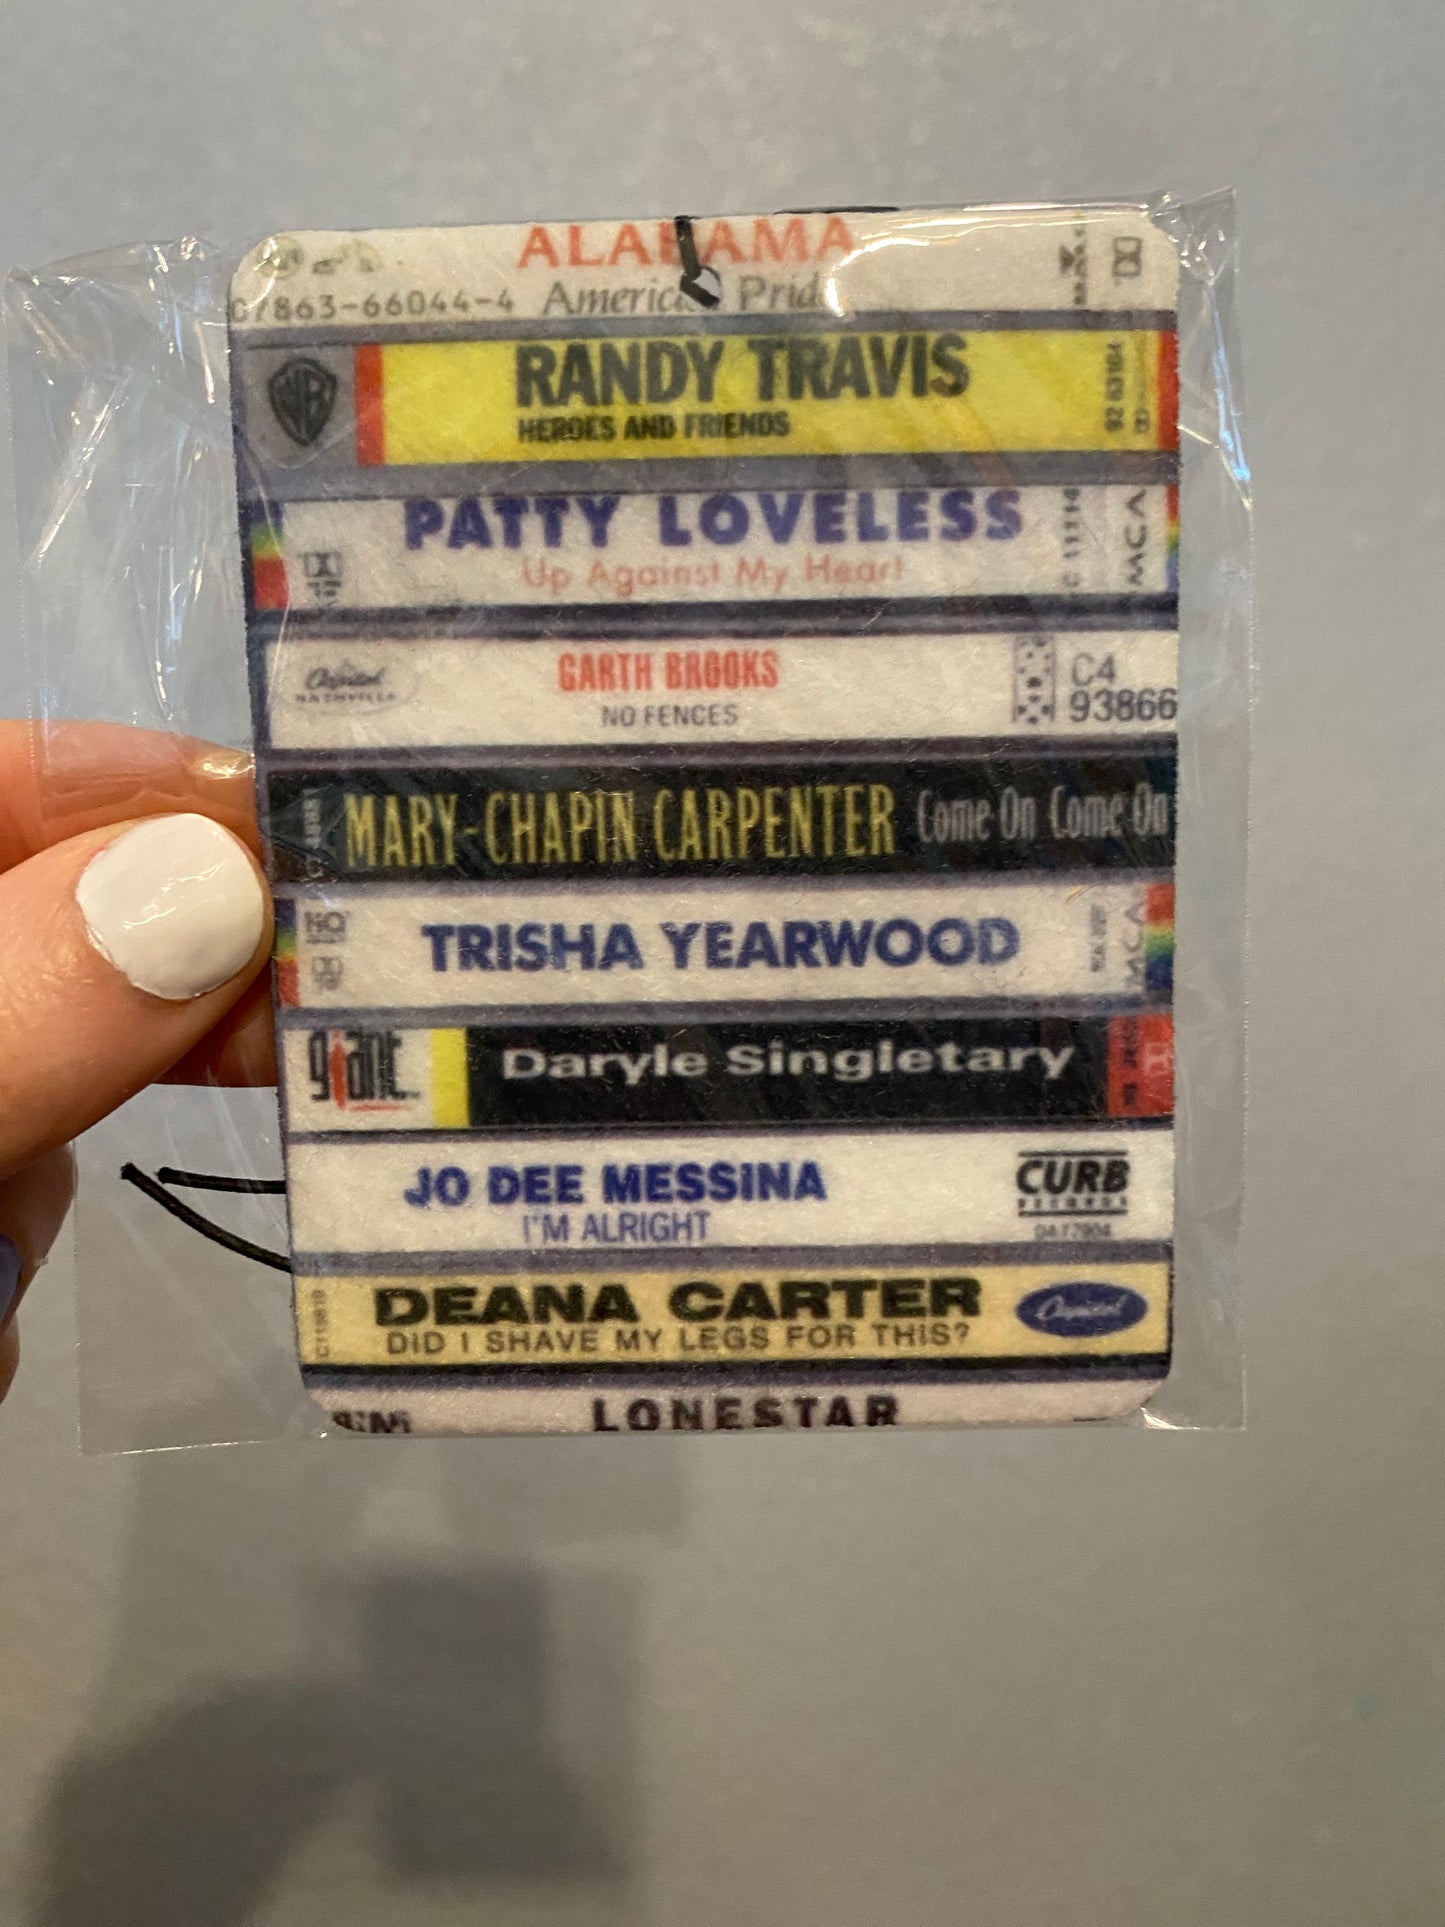 ALABAMA
07863-66044-4 American Pride
RANDY TRAVIS
HEROES AND FRIENDS
PATTY LOVELESS
Up Against My Heart
MCA
Capitol
NASHVILLE
GARTH BROOKS
NO FENCES
C4
93866
MARY-CHAPIN CARPENTER Come On Come On
TRISHA YEARWOOD
MCA
giant
Daryle Singletary
JO DEE MESSINA
I'M ALRIGHT
CURB
RECORDS
DEANA CARTER
DID I SHAVE MY LEGS FOR THIS?
Capitol
LONESTAR